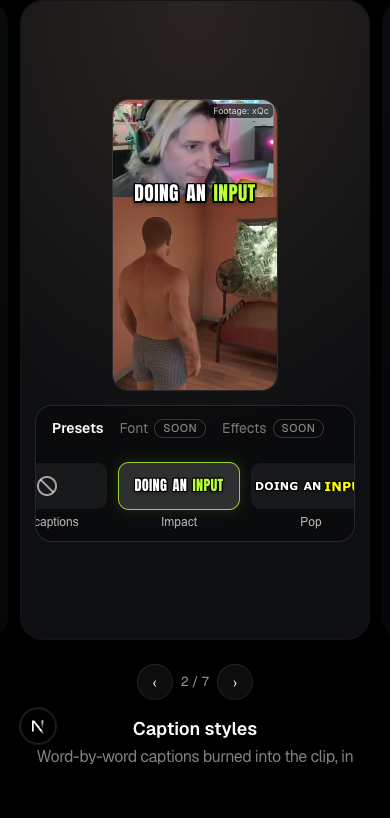 Footage: xQc
DOING AN INPUT
Presets Font SOON Effects SOON
DOING AN INPUT DOING AN INPU
captions Impact Pop
‹ 2 / 7 ›
N Caption styles
Word-by-word captions burned into the clip, in